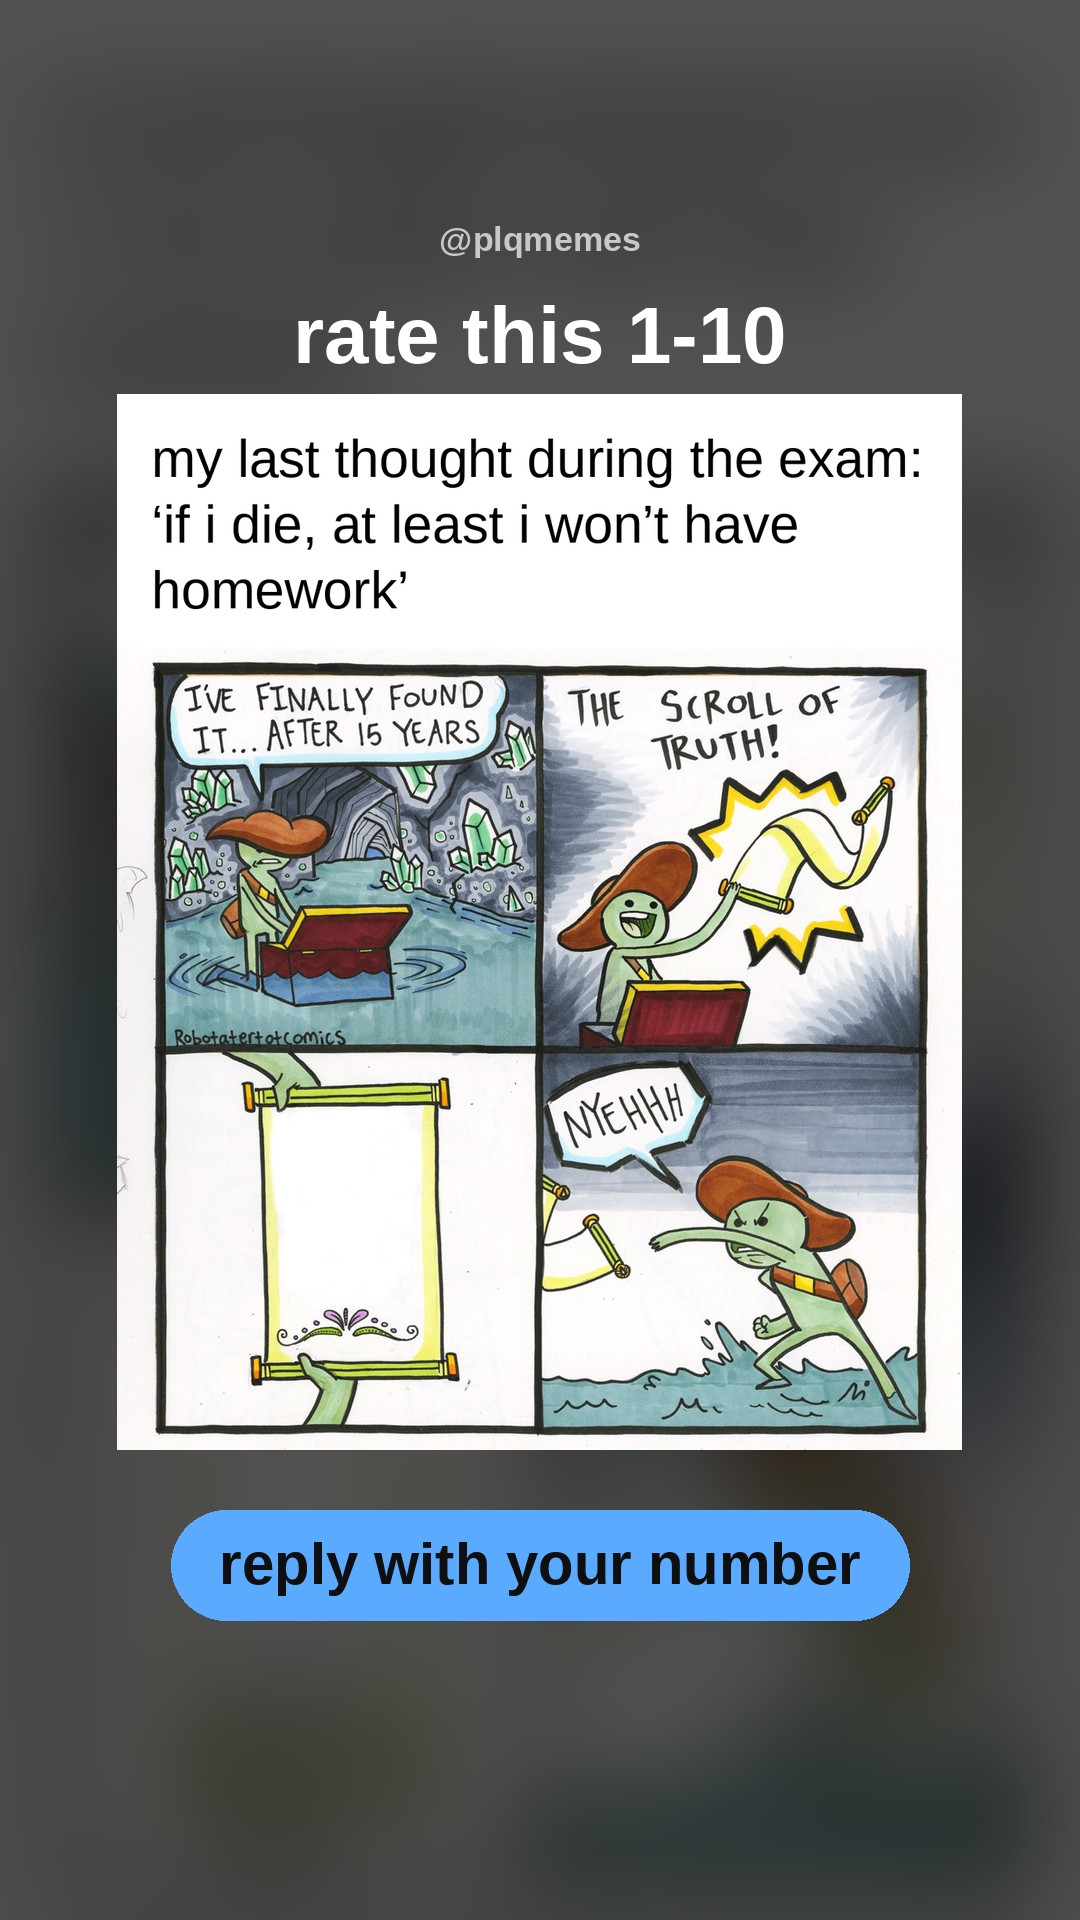 @plqmemes
rate this 1-10
my last thought during the exam:
‘if i die, at least i won’t have
homework’
I'VE FINALLY FOUND
IT... AFTER 15 YEARS
THE SCROLL OF
TRUTH!
Robotatertotcomics
NYEHHH
reply with your number